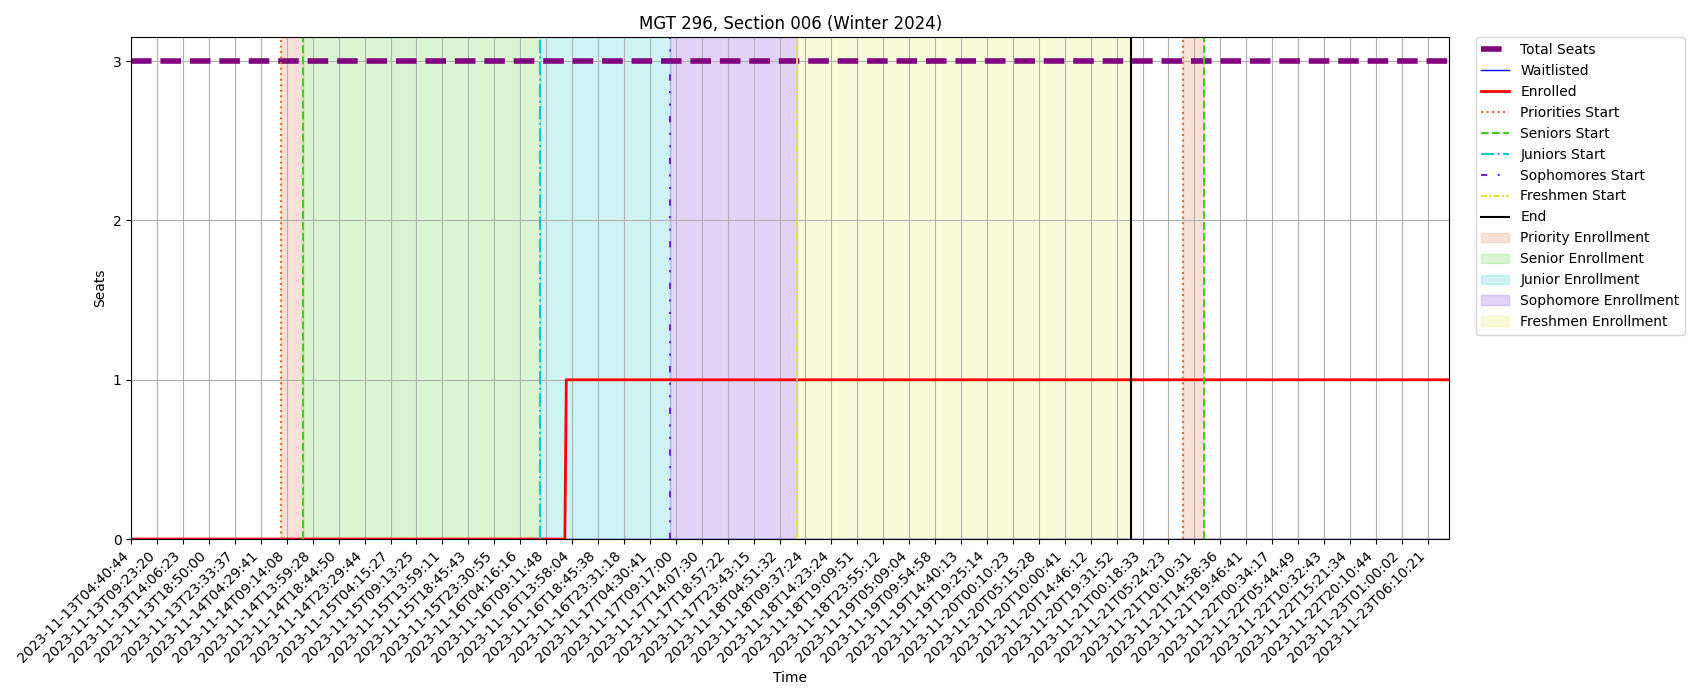 MGT 296, Section 006 (Winter 2024)
3
2
1
0
Seats
2023-11-13T04:40:44
2023-11-13T09:23:20
2023-11-13T14:06:23
2023-11-13T18:50:00
2023-11-13T23:33:37
2023-11-14T04:29:41
2023-11-14T09:14:08
2023-11-14T13:59:28
2023-11-14T18:44:50
2023-11-14T23:29:44
2023-11-15T04:15:27
2023-11-15T09:13:25
2023-11-15T13:59:11
2023-11-15T18:45:43
2023-11-15T23:30:55
2023-11-16T04:16:16
2023-11-16T09:11:48
2023-11-16T13:58:04
2023-11-16T18:45:38
2023-11-16T23:31:18
2023-11-17T04:30:41
2023-11-17T09:17:00
2023-11-17T14:07:30
2023-11-17T18:57:22
2023-11-17T23:43:15
2023-11-18T04:51:32
2023-11-18T09:37:24
2023-11-18T14:23:24
2023-11-18T19:09:51
2023-11-18T23:55:12
2023-11-19T05:09:04
2023-11-19T09:54:58
2023-11-19T14:40:13
2023-11-19T19:25:14
2023-11-20T00:10:23
2023-11-20T05:15:28
2023-11-20T10:00:41
2023-11-20T14:46:12
2023-11-20T19:31:52
2023-11-21T00:18:33
2023-11-21T05:24:23
2023-11-21T10:10:31
2023-11-21T14:58:36
2023-11-21T19:46:41
2023-11-22T00:34:17
2023-11-22T05:44:49
2023-11-22T10:32:43
2023-11-22T15:21:34
2023-11-22T20:10:44
2023-11-23T01:00:02
2023-11-23T06:10:21
Time
Total Seats
Waitlisted
Enrolled
Priorities Start
Seniors Start
Juniors Start
Sophomores Start
Freshmen Start
End
Priority Enrollment
Senior Enrollment
Junior Enrollment
Sophomore Enrollment
Freshmen Enrollment